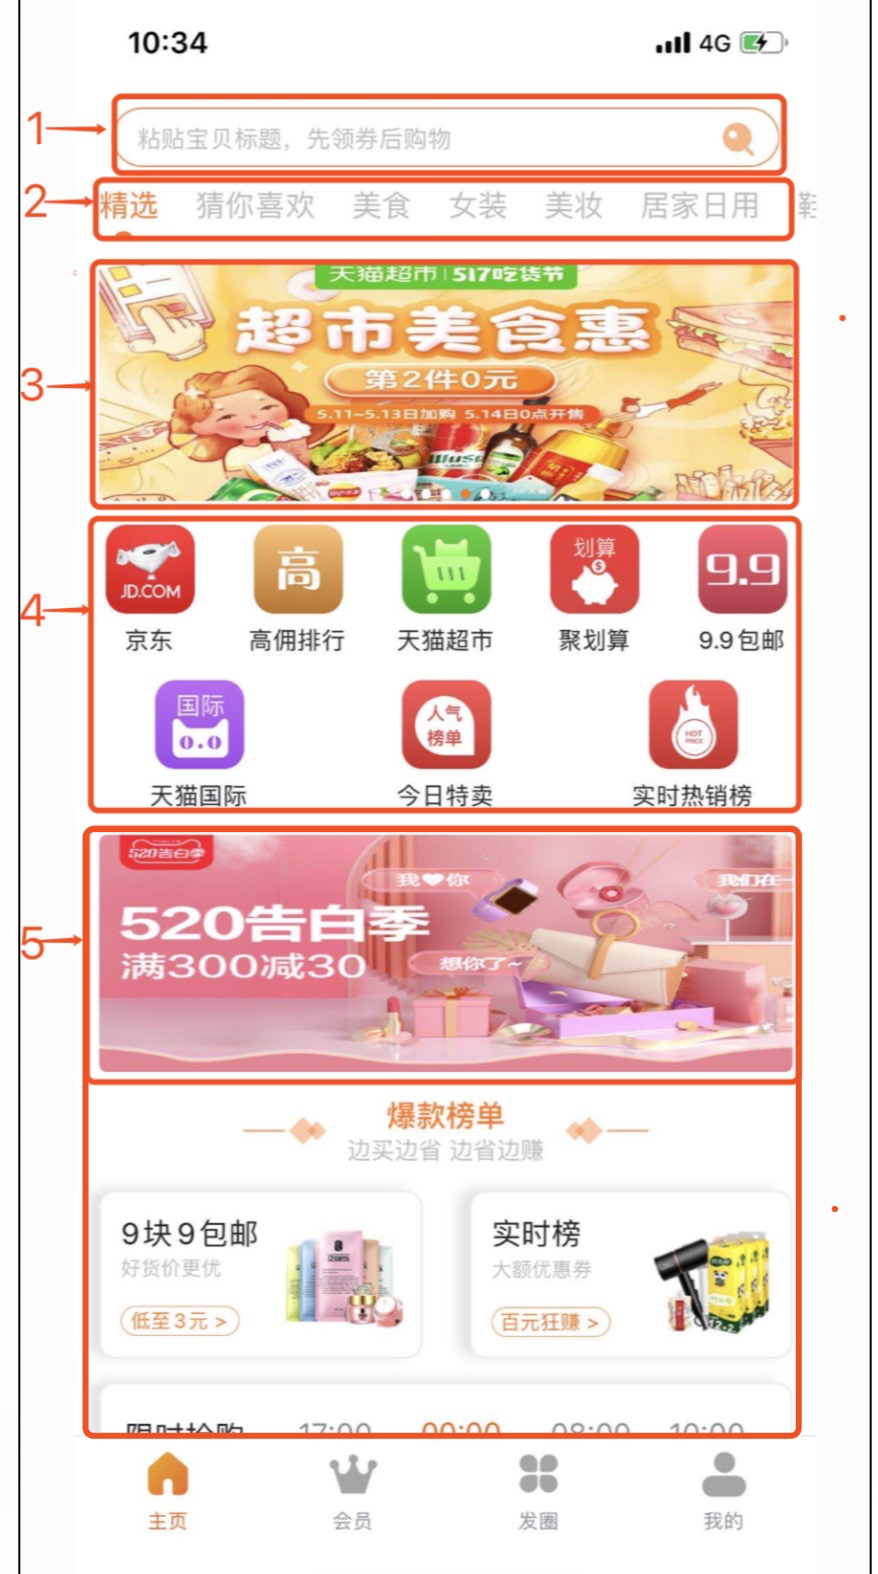 10:34
4G
1
粘贴宝贝标题，先领券后购物
2
精选 猜你喜欢 美食 女装 美妆 居家日用 鞋
3
天猫超市 | 517吃货节
超市美食惠
第2件0元
5.11~5.13日加购 5.14日0点开售
WUSU
4
JD.COM
高
划算
9.9
京东 高佣排行 天猫超市 聚划算 9.9包邮
国际
人气
榜单
HOT
PRICE
天猫国际 今日特卖 实时热销榜
5
520告白季
我❤你
我们在一
520告白季
满300减30
想你了~
爆款榜单
边买边省 边省边赚
9块9包邮
好货价更优
低至3元 >
实时榜
大额优惠券
百元狂赚 >
限时抢购 17:00 00:00 08:00 10:00
主页 会员 发圈 我的